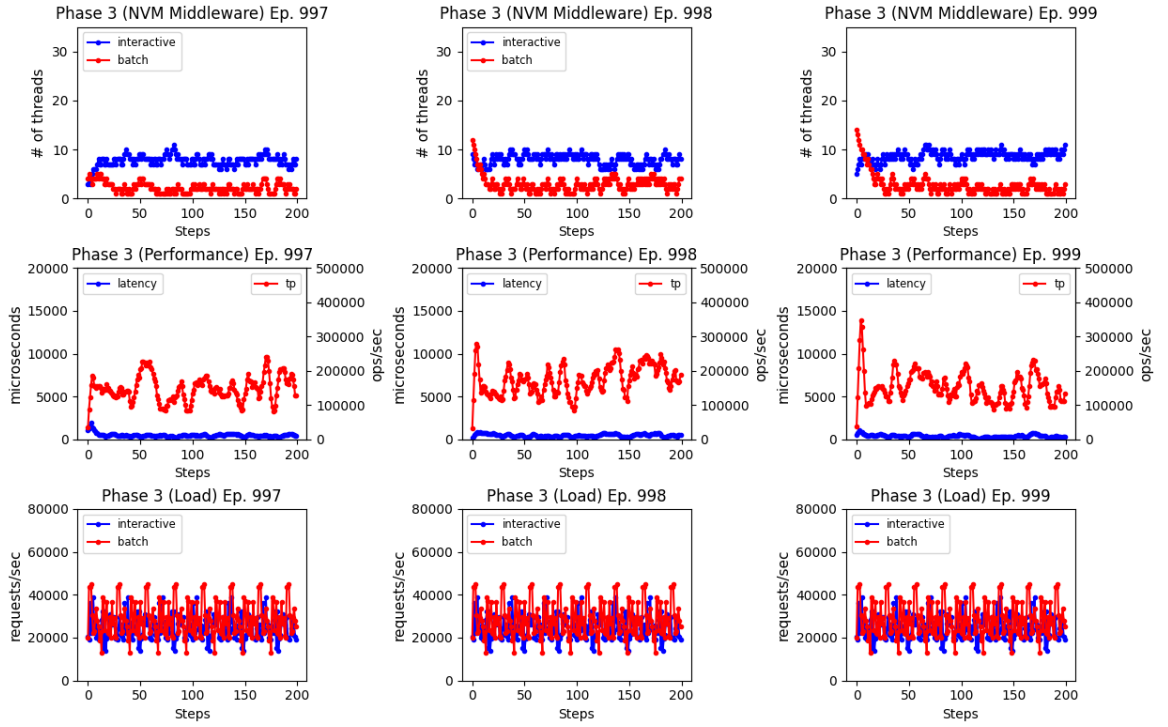 Phase 3 (NVM Middleware) Ep. 997
# of threads
30
20
10
0
interactive
batch
0 50 100 150 200
Steps
Phase 3 (NVM Middleware) Ep. 998
# of threads
30
20
10
0
interactive
batch
0 50 100 150 200
Steps
Phase 3 (NVM Middleware) Ep. 999
# of threads
30
20
10
0
0 50 100 150 200
Steps
Phase 3 (Performance) Ep. 997
microseconds
20000
15000
10000
5000
0
latency
tp
500000
400000
300000
200000
100000
0
ops/sec
0 50 100 150 200
Steps
Phase 3 (Performance) Ep. 998
microseconds
20000
15000
10000
5000
0
latency
tp
500000
400000
300000
200000
100000
0
ops/sec
0 50 100 150 200
Steps
Phase 3 (Performance) Ep. 999
microseconds
20000
15000
10000
5000
0
latency
tp
500000
400000
300000
200000
100000
0
ops/sec
0 50 100 150 200
Steps
Phase 3 (Load) Ep. 997
requests/sec
80000
60000
40000
20000
0
interactive
batch
0 50 100 150 200
Steps
Phase 3 (Load) Ep. 998
requests/sec
80000
60000
40000
20000
0
interactive
batch
0 50 100 150 200
Steps
Phase 3 (Load) Ep. 999
requests/sec
80000
60000
40000
20000
0
interactive
batch
0 50 100 150 200
Steps